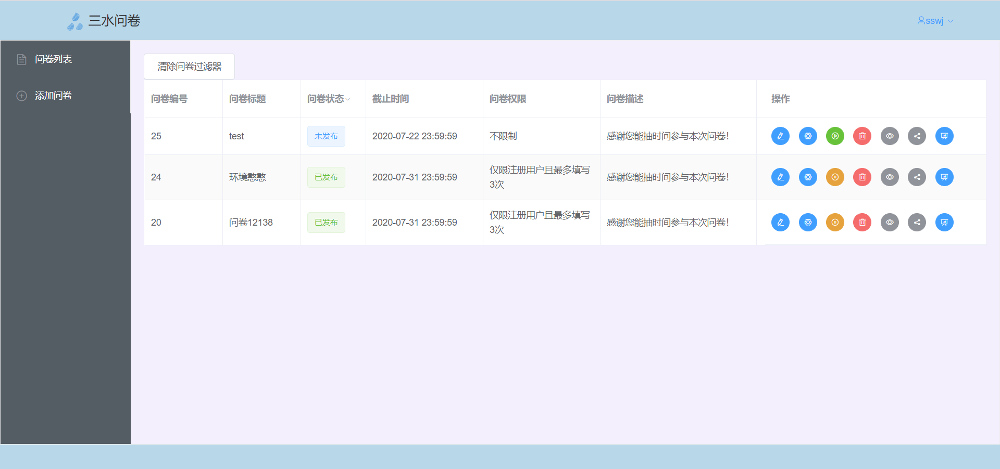 三水问卷
sswj
问卷列表
添加问卷
清除问卷过滤器
问卷编号 问卷标题 问卷状态 截止时间 问卷权限 问卷描述 操作
25 test 未发布 2020-07-22 23:59:59 不限制 感谢您能抽时间参与本次问卷!
24 环境憨憨 已发布 2020-07-31 23:59:59 仅限注册用户且最多填写
3次 感谢您能抽时间参与本次问卷!
20 问卷12138 已发布 2020-07-31 23:59:59 仅限注册用户且最多填写
3次 感谢您能抽时间参与本次问卷!